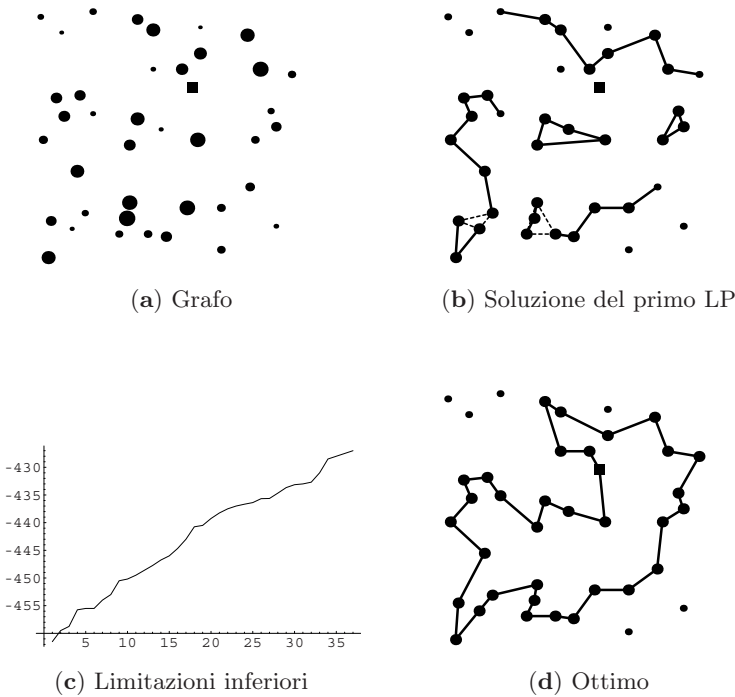 (a) Grafo
(b) Soluzione del primo LP
-430
-435
-440
-445
-450
-455
5 10 15 20 25 30 35
(c) Limitazioni inferiori
(d) Ottimo